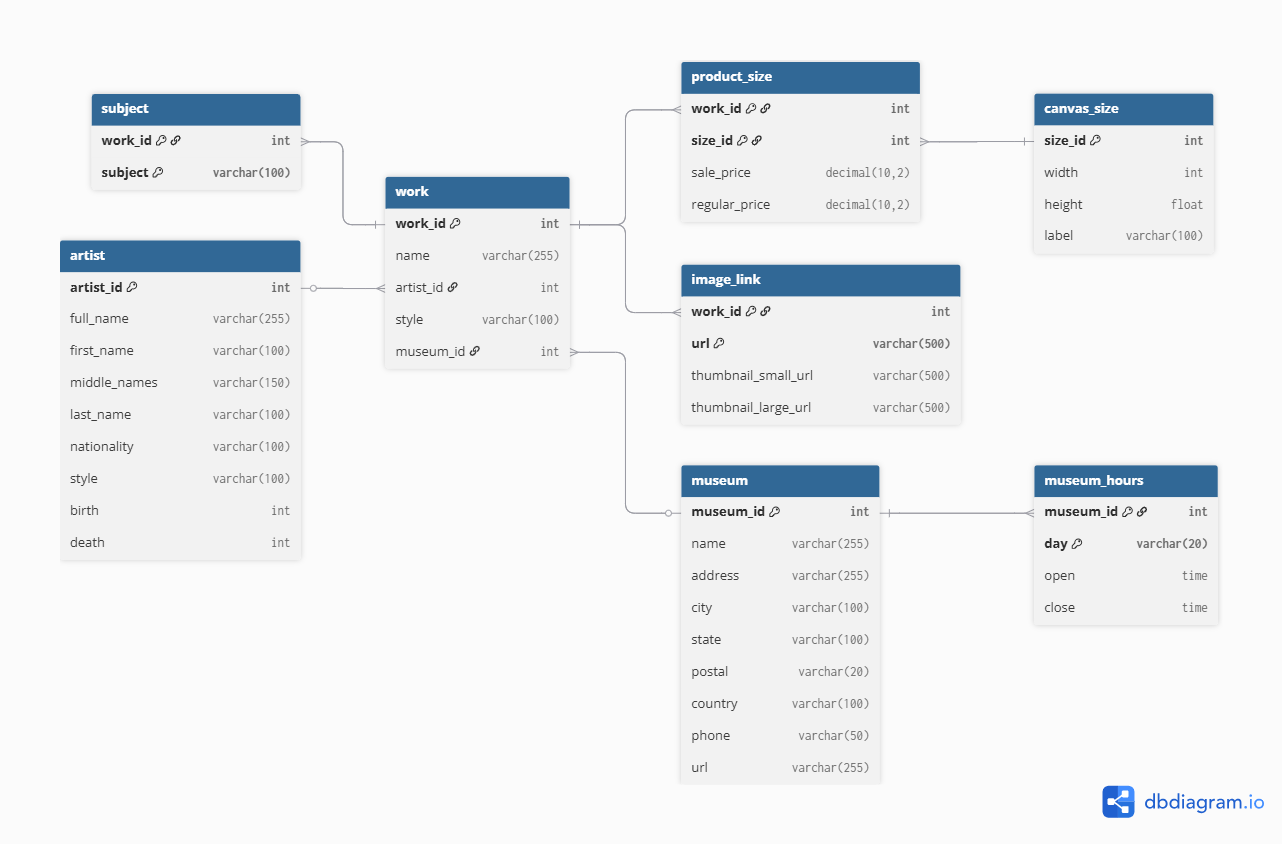 subject
work_id int
subject varchar(100)
artist
artist_id int
full_name varchar(255)
first_name varchar(100)
middle_names varchar(150)
last_name varchar(100)
nationality varchar(100)
style varchar(100)
birth int
death int
work
work_id int
name varchar(255)
artist_id int
style varchar(100)
museum_id int
product_size
work_id int
size_id int
sale_price decimal(10,2)
regular_price decimal(10,2)
image_link
work_id int
url varchar(500)
thumbnail_small_url varchar(500)
thumbnail_large_url varchar(500)
museum
museum_id int
name varchar(255)
address varchar(255)
city varchar(100)
state varchar(100)
postal varchar(20)
country varchar(100)
phone varchar(50)
url varchar(255)
canvas_size
size_id int
width int
height float
label varchar(100)
museum_hours
museum_id int
day varchar(20)
open time
close time
dbdiagram.io